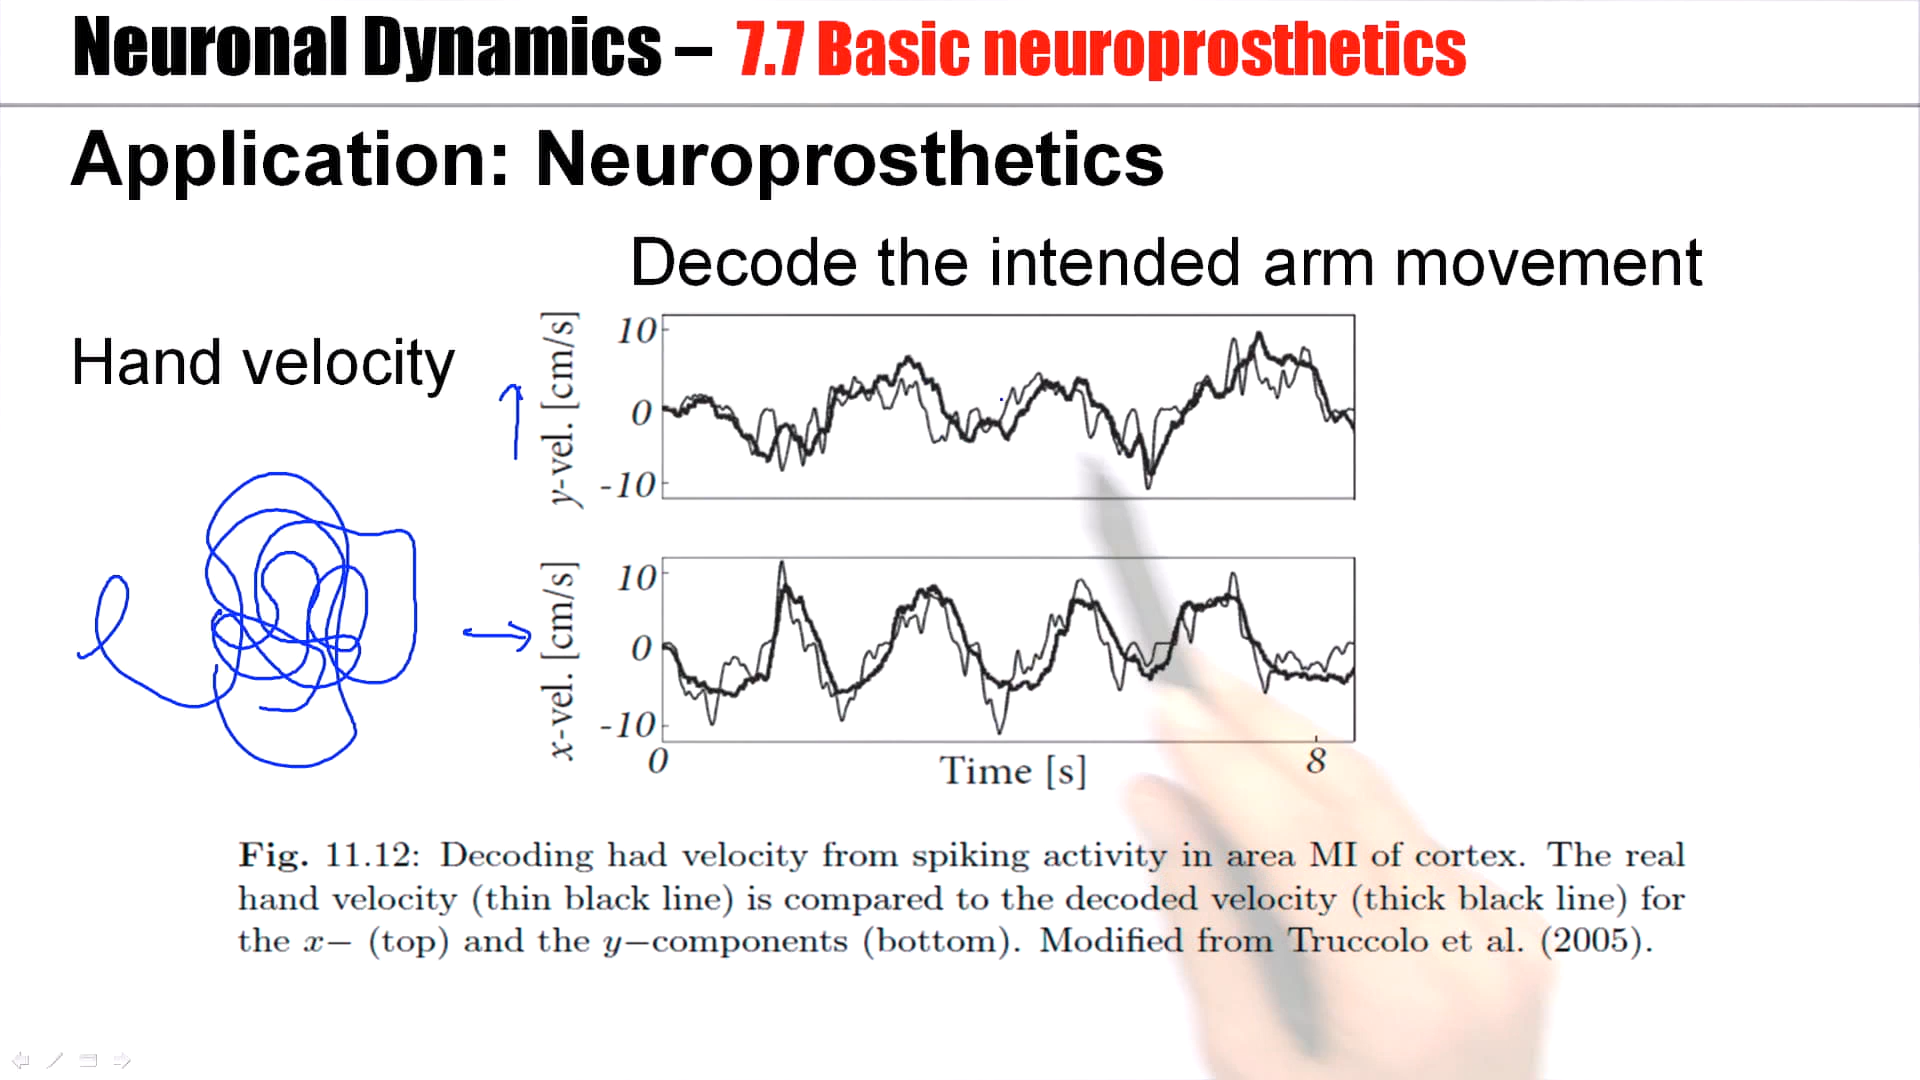 Neuronal Dynamics – 7.7 Basic neuroprosthetics
Application: Neuroprosthetics
Decode the intended arm movement
Hand velocity
y-vel. [cm/s]
10
0
-10
x-vel. [cm/s]
10
0
-10
0
8
Time [s]
Fig. 11.12: Decoding had velocity from spiking activity in area MI of cortex. The real
hand velocity (thin black line) is compared to the decoded velocity (thick black line) for
the x− (top) and the y−components (bottom). Modified from Truccolo et al. (2005).